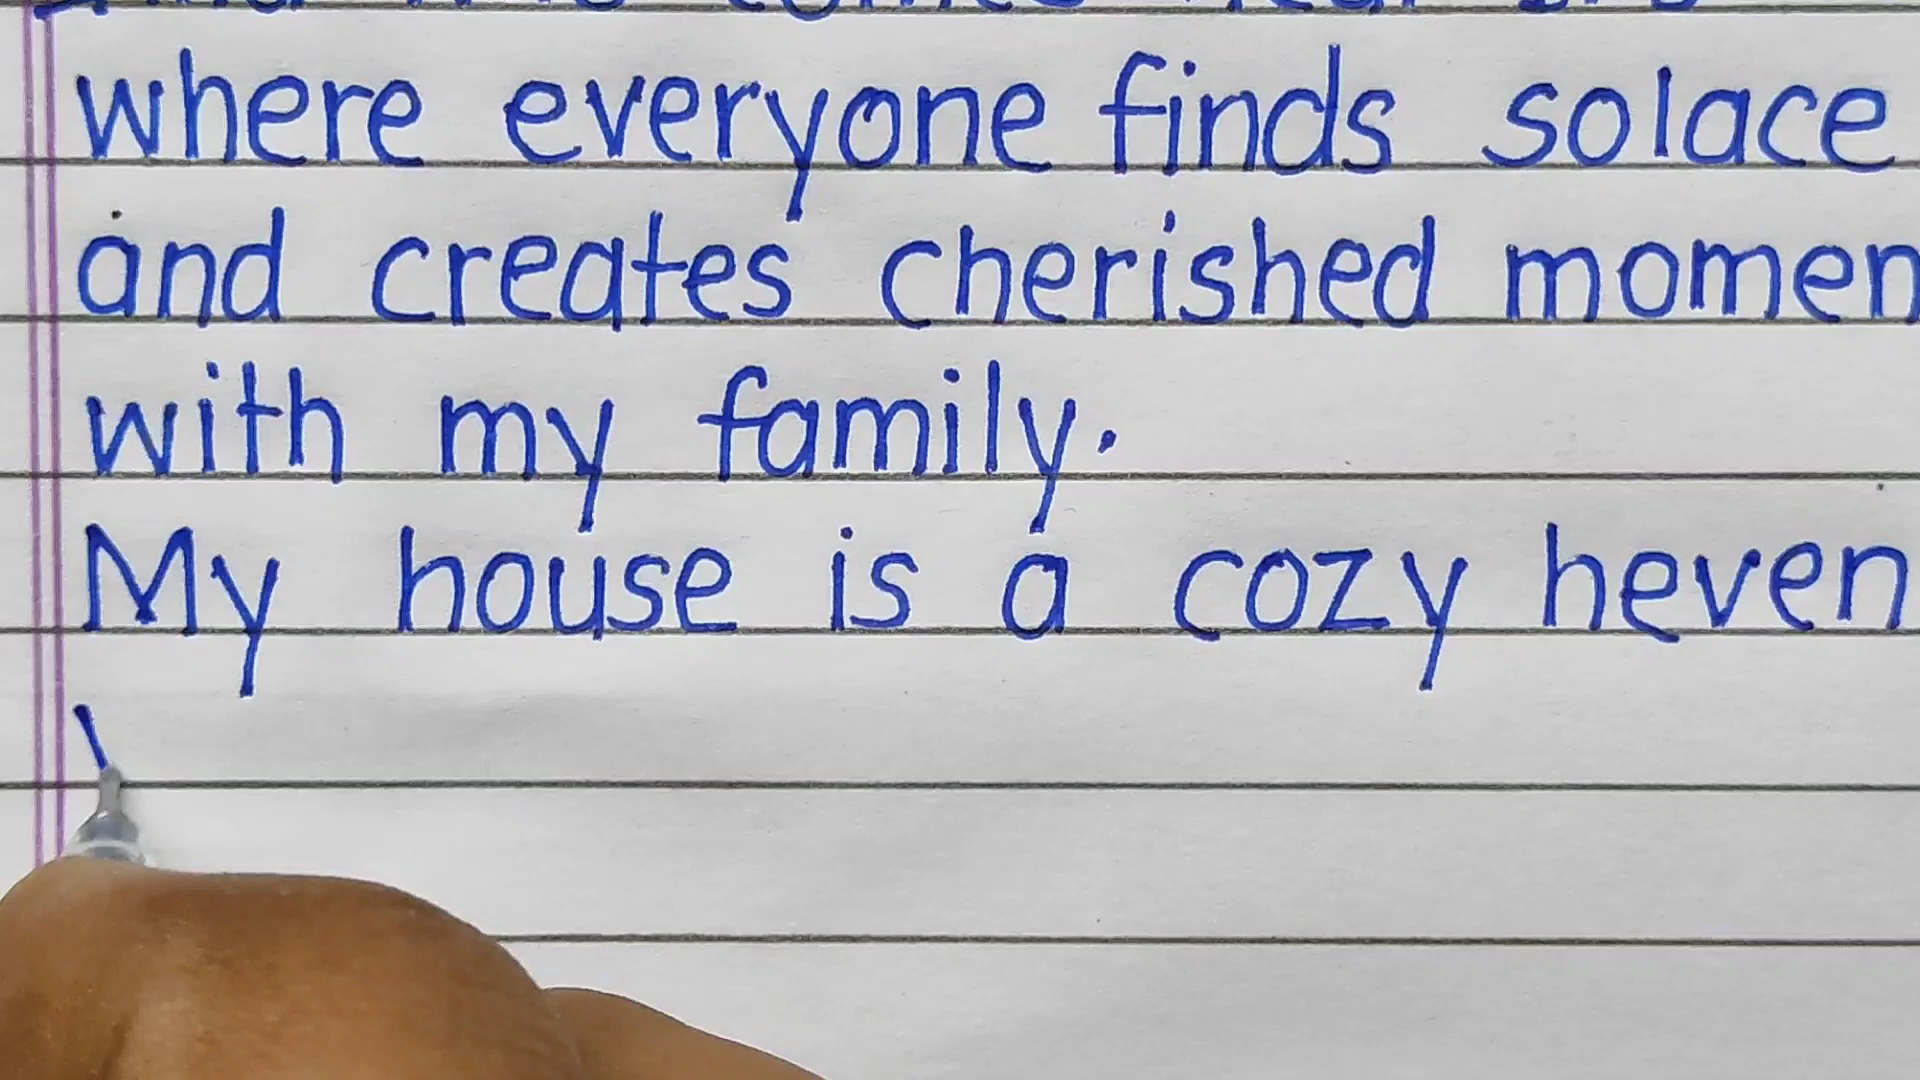 where everyone finds solace
and creates cherished momen
with my family.
My house is a cozy heven